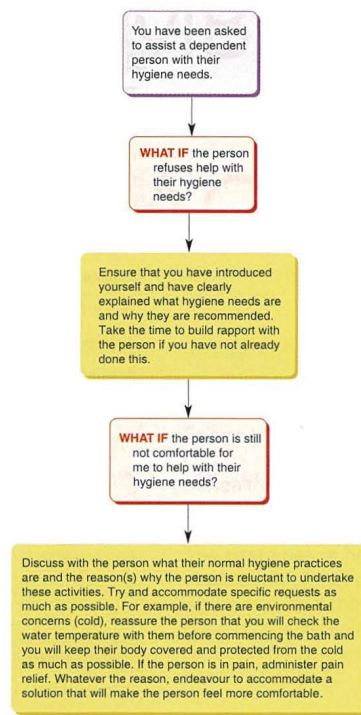 You have been asked
to assist a dependent
person with their
hygiene needs.
WHAT IF the person
refuses help with
their hygiene
needs?
Ensure that you have introduced
yourself and have clearly
explained what hygiene needs are
and why they are recommended.
Take the time to build rapport with
the person if you have not already
done this.
WHAT IF the person is still
not comfortable for
me to help with their
hygiene needs?
Discuss with the person what their normal hygiene practices
are and the reason(s) why the person is reluctant to undertake
these activities. Try and accommodate specific requests as
much as possible. For example, if there are environmental
concerns (cold), reassure the person that you will check the
water temperature with them before commencing the bath and
you will keep their body covered and protected from the cold
as much as possible. If the person is in pain, administer pain
relief. Whatever the reason, endeavour to accommodate a
solution that will make the person feel more comfortable.